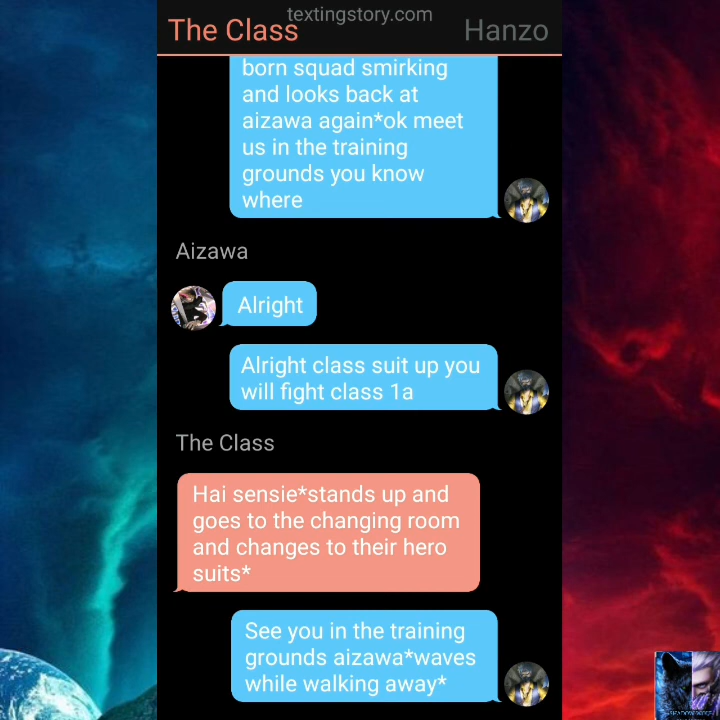 textingstory.com
The Class
Hanzo
born squad smirking
and looks back at
aizawa again*ok meet
us in the training
grounds you know
where
Aizawa
Alright
Alright class suit up you
will fight class 1a
The Class
Hai sensie*stands up and
goes to the changing room
and changes to their hero
suits*
See you in the training
grounds aizawa*waves
while walking away*